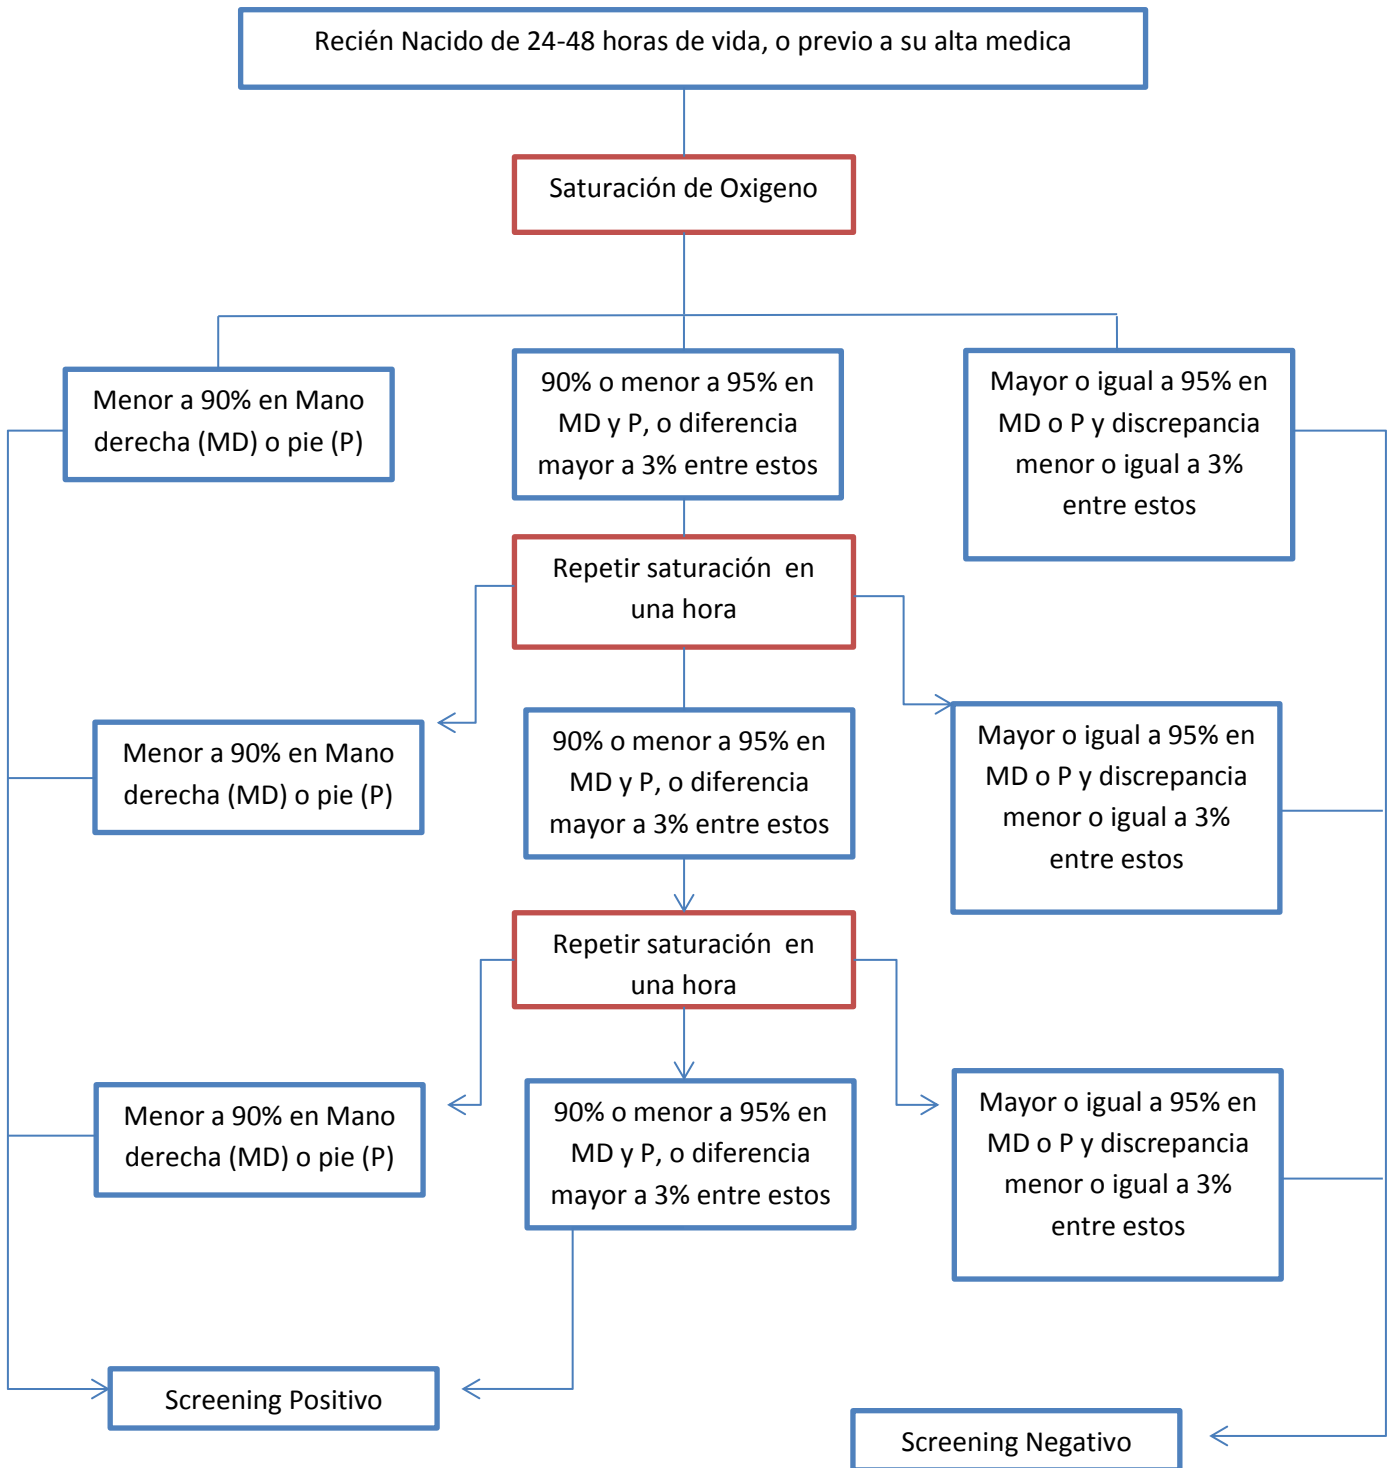 Recién Nacido de 24-48 horas de vida, o previo a su alta medica
Saturación de Oxigeno
Menor a 90% en Mano
derecha (MD) o pie (P)
90% o menor a 95% en
MD y P, o diferencia
mayor a 3% entre estos
Mayor o igual a 95% en
MD o P y discrepancia
menor o igual a 3%
entre estos
Repetir saturación en
una hora
Menor a 90% en Mano
derecha (MD) o pie (P)
90% o menor a 95% en
MD y P, o diferencia
mayor a 3% entre estos
Mayor o igual a 95% en
MD o P y discrepancia
menor o igual a 3%
entre estos
Repetir saturación en
una hora
Menor a 90% en Mano
derecha (MD) o pie (P)
90% o menor a 95% en
MD y P, o diferencia
mayor a 3% entre estos
Mayor o igual a 95% en
MD o P y discrepancia
menor o igual a 3%
entre estos
Screening Positivo
Screening Negativo